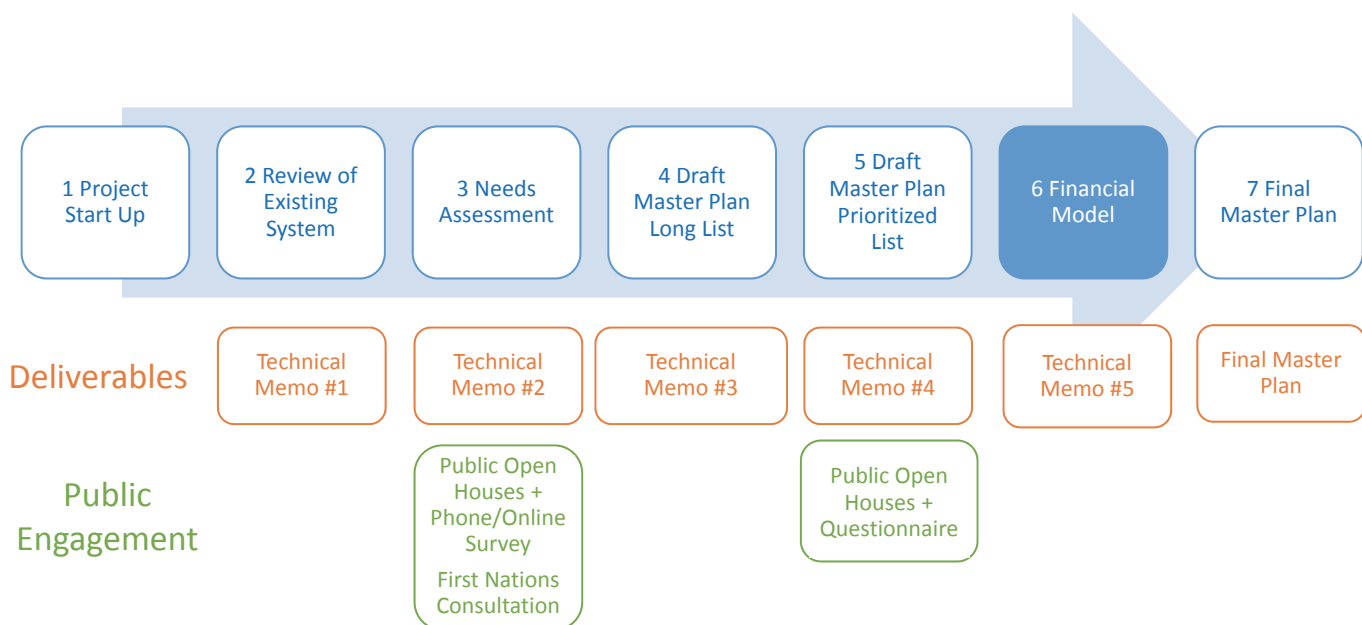 1 Project
Start Up
2 Review of
Existing
System
3 Needs
Assessment
4 Draft
Master Plan
Long List
5 Draft
Master Plan
Prioritized
List
6 Financial
Model
7 Final
Master Plan
Deliverables
Technical
Memo #1
Technical
Memo #2
Technical
Memo #3
Technical
Memo #4
Technical
Memo #5
Final Master
Plan
Public
Engagement
Public Open
Houses +
Phone/Online
Survey
First Nations
Consultation
Public Open
Houses +
Questionnaire